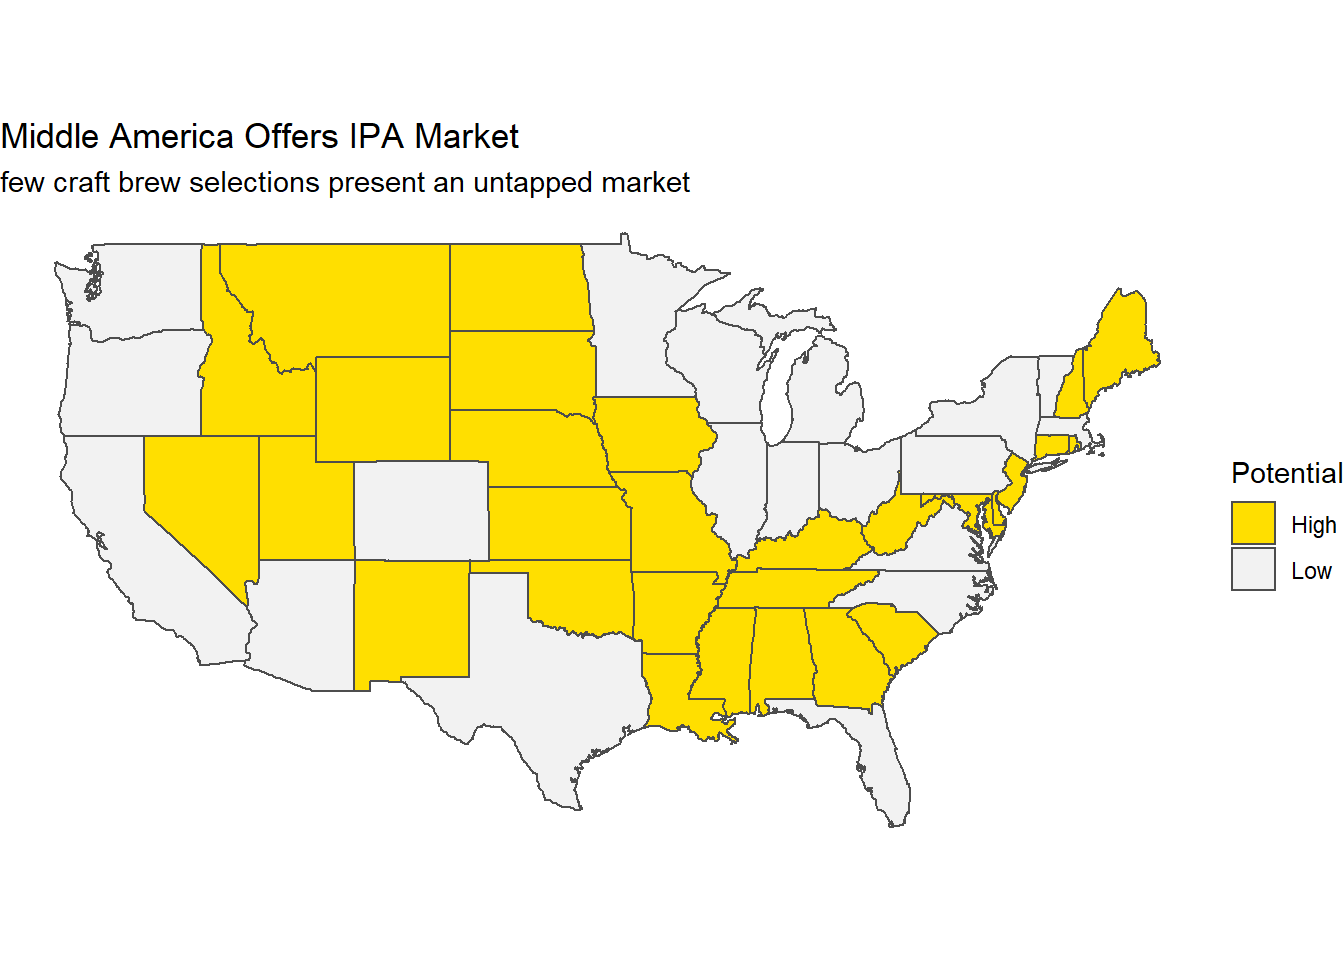 Middle America Offers IPA Market
few craft brew selections present an untapped market
Potential
High
Low